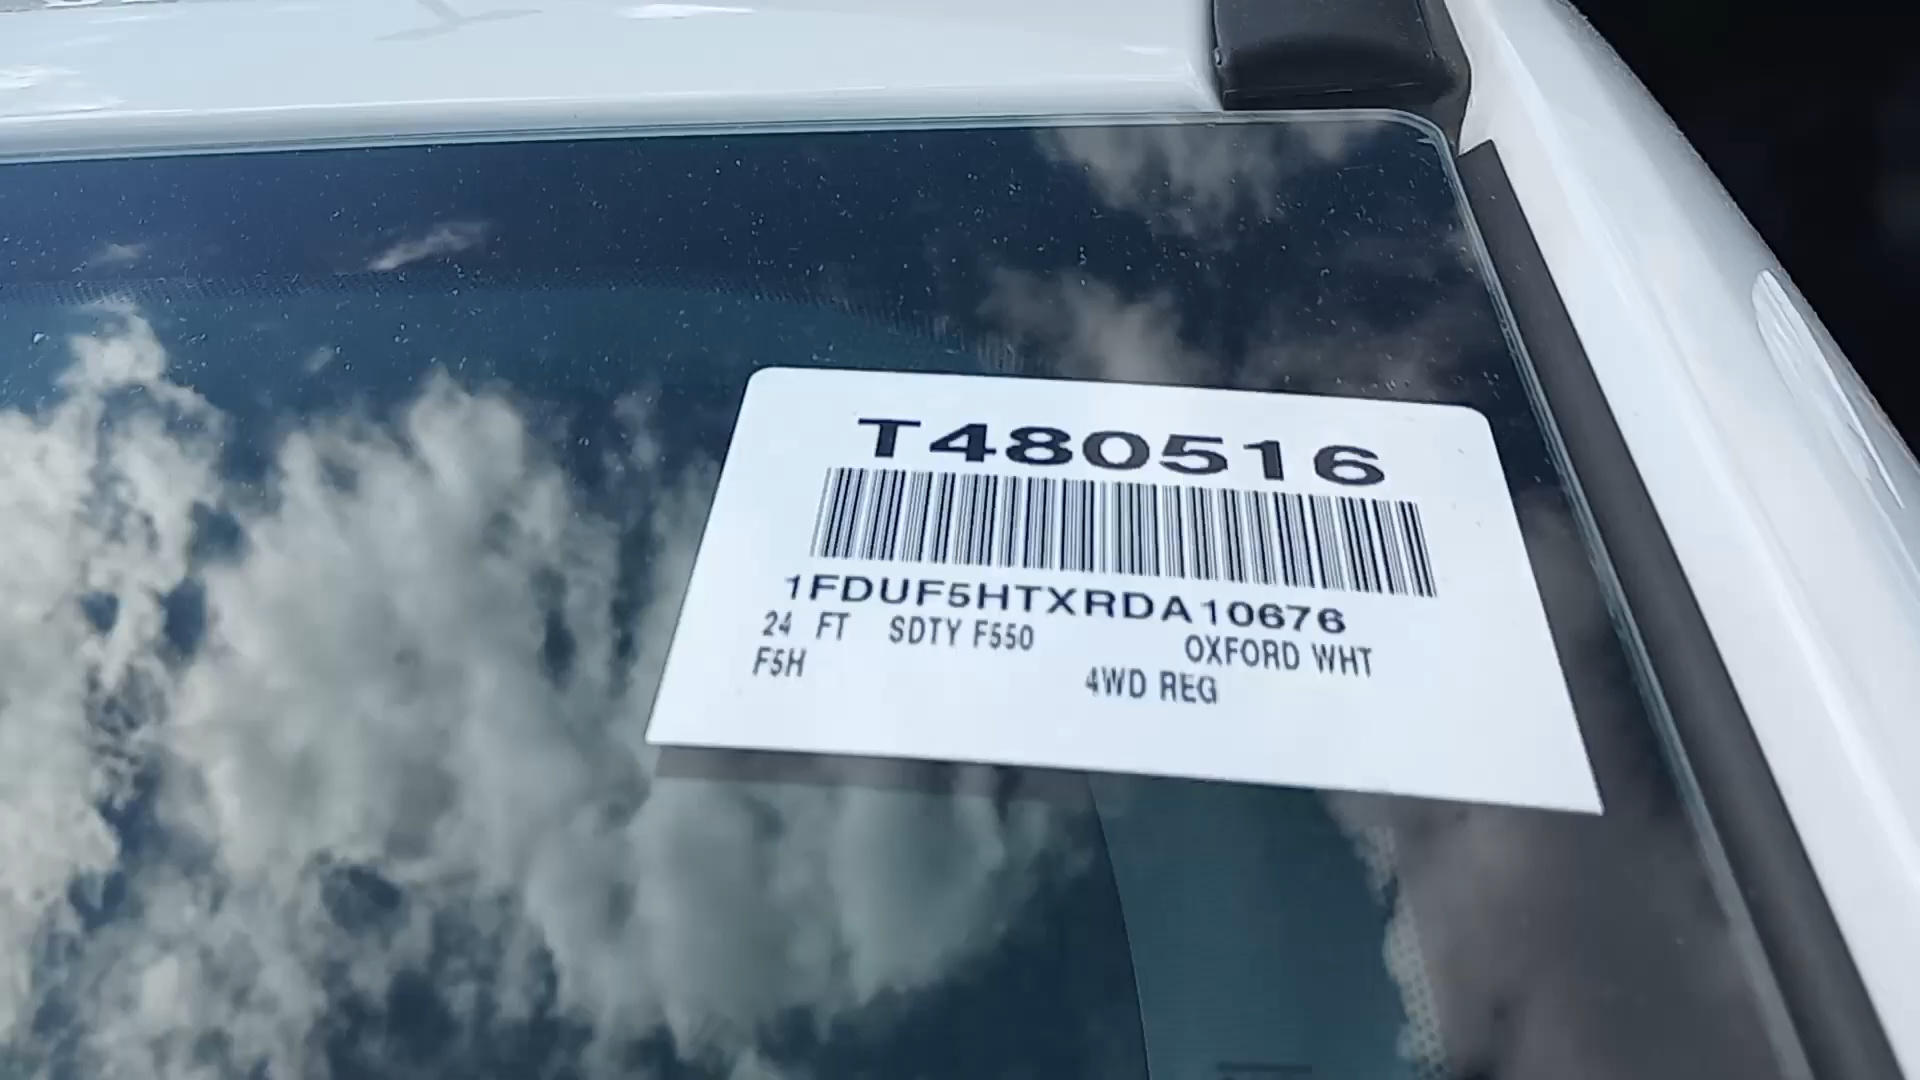 T480516
1FDUF5HTXRDA10676
24 FT SDTY F550 OXFORD WHT
F5H 4WD REG